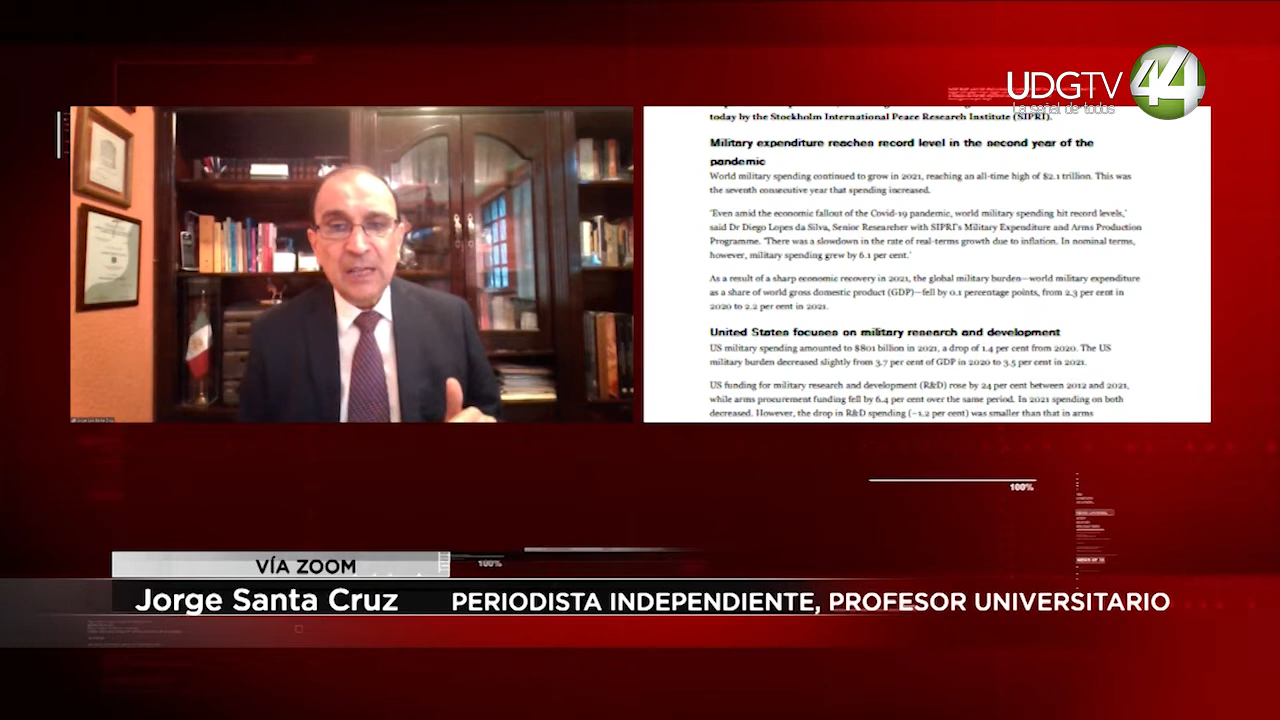 UDGTV 44
La señal de todos
today by the Stockholm International Peace Research Institute (SIPRI).
Military expenditure reaches record level in the second year of the
pandemic
World military spending continued to grow in 2021, reaching an all-time high of $2.1 trillion. This was
the seventh consecutive year that spending increased.
'Even amid the economic fallout of the Covid-19 pandemic, world military spending hit record levels,'
said Dr Diego Lopes da Silva, Senior Researcher with SIPRI's Military Expenditure and Arms Production
Programme. 'There was a slowdown in the rate of real-terms growth due to inflation. In nominal terms,
however, military spending grew by 6.1 per cent.'
As a result of a sharp economic recovery in 2021, the global military burden—world military expenditure
as a share of world gross domestic product (GDP)—fell by 0.1 percentage points, from 2.3 per cent in
2020 to 2.2 per cent in 2021.
United States focuses on military research and development
US military spending amounted to $801 billion in 2021, a drop of 1.4 per cent from 2020. The US
military burden decreased slightly from 3.7 per cent of GDP in 2020 to 3.5 per cent in 2021.
US funding for military research and development (R&D) rose by 24 per cent between 2012 and 2021,
while arms procurement funding fell by 6.4 per cent over the same period. In 2021 spending on both
decreased. However, the drop in R&D spending (−1.2 per cent) was smaller than that in arms
100%
100%
VÍA ZOOM
Jorge Santa Cruz
PERIODISTA INDEPENDIENTE, PROFESOR UNIVERSITARIO